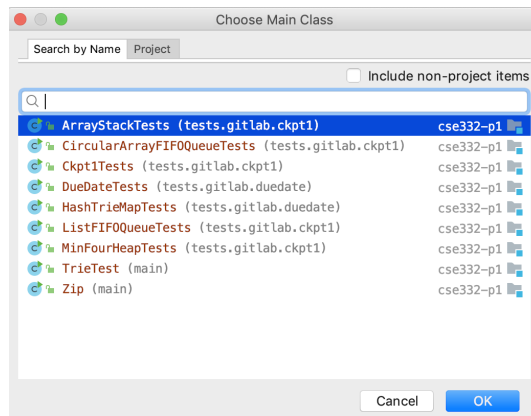 Choose Main Class
Search by Name Project
Include non-project items
ArrayStackTests (tests.gitlab.ckpt1) cse332-p1
CircularArrayFIFOQueueTests (tests.gitlab.ckpt1) cse332-p1
Ckpt1Tests (tests.gitlab.ckpt1) cse332-p1
DueDateTests (tests.gitlab.duedate) cse332-p1
HashTrieMapTests (tests.gitlab.duedate) cse332-p1
ListFIFOQueueTests (tests.gitlab.ckpt1) cse332-p1
MinFourHeapTests (tests.gitlab.ckpt1) cse332-p1
TrieTest (main) cse332-p1
Zip (main) cse332-p1
Cancel OK